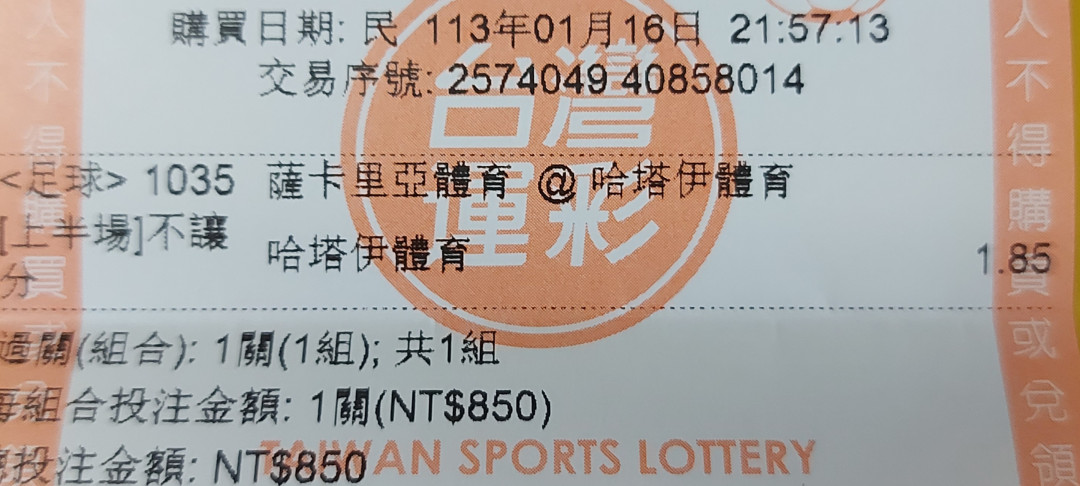 購買日期: 民 113年01月16日 21:57:13
交易序號: 2574049 40858014
台灣運彩
<足球> 1035 薩卡里亞體育 @ 哈塔伊體育
[上半場]不讓分 哈塔伊體育 1.85
過關(組合): 1關(1組); 共1組
每組合投注金額: 1關(NT$850)
投注金額: NT$850
TAIWAN SPORTS LOTTERY
人不得購買或兌領
人不得購買